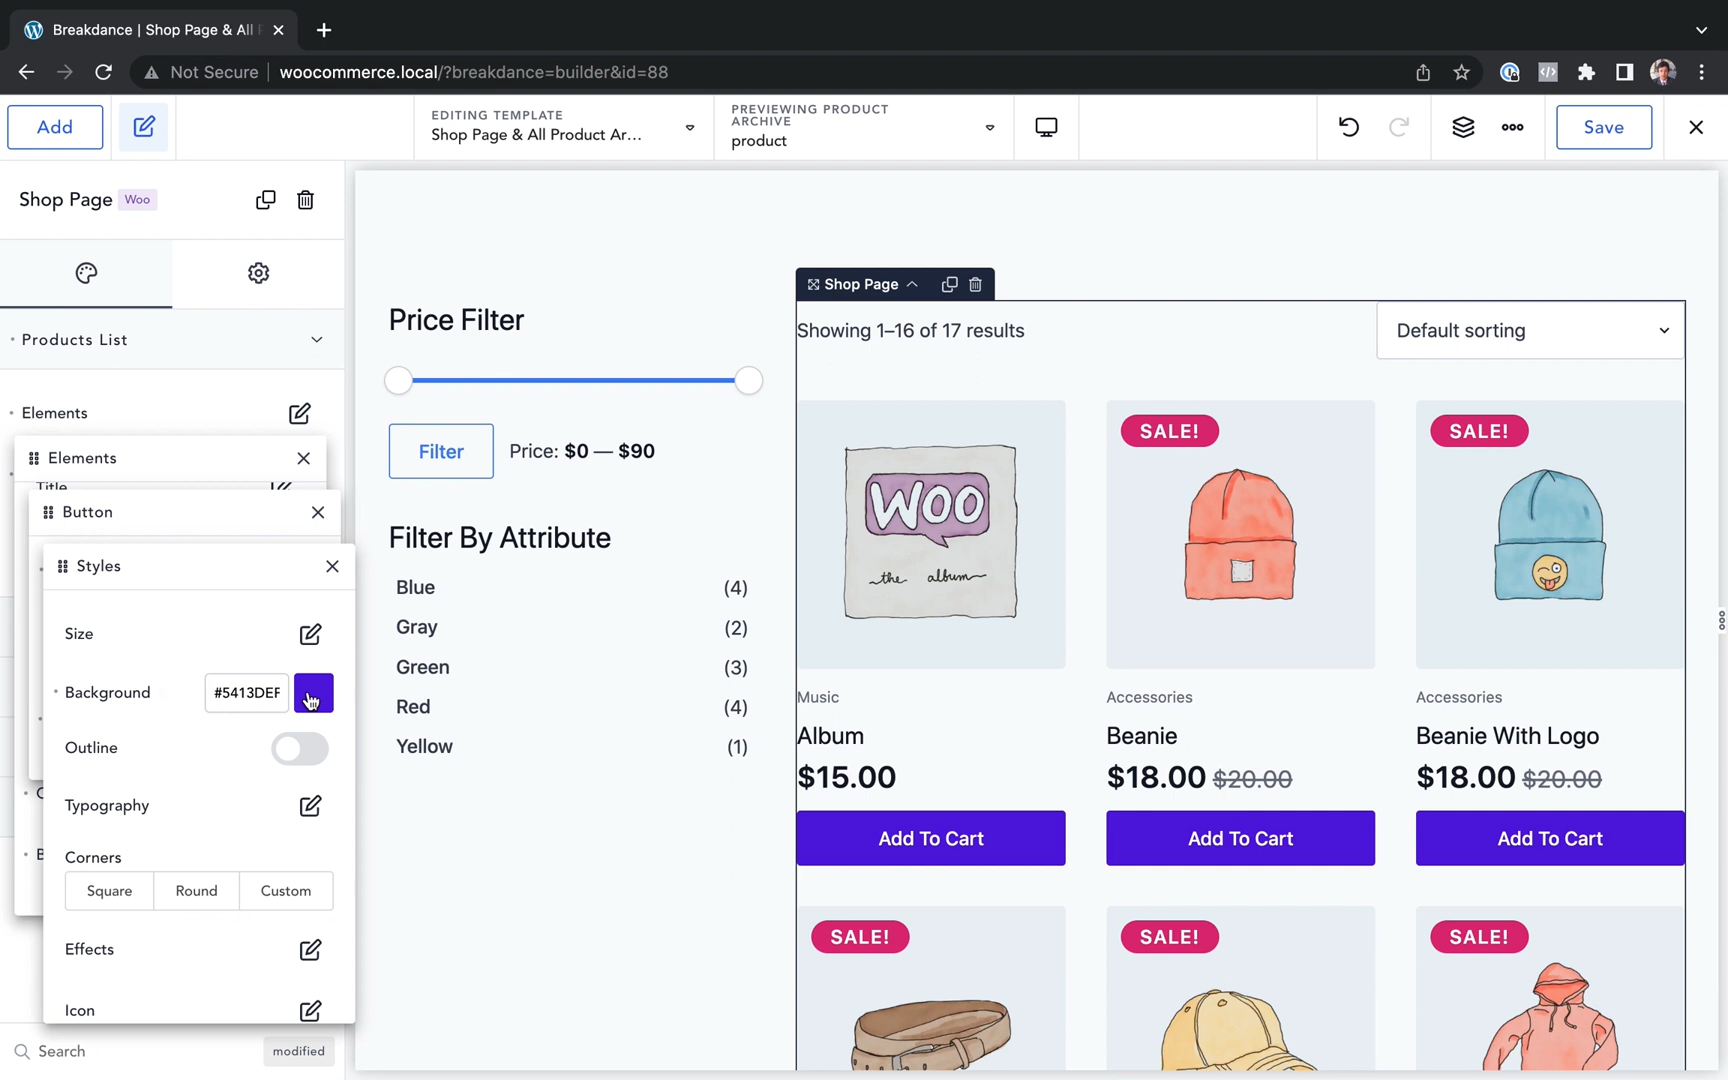 Breakdance | Shop Page & All
Not Secure
woocommerce.local/?breakdance=builder&id=88
Add
EDITING TEMPLATE
Shop Page & All Product Ar...
PREVIEWING PRODUCT
ARCHIVE
product
Save
Shop Page
Woo
Products List
Elements
Elements
Title
Button
Styles
Size
Background
#5413DEF
Outline
Typography
Corners
Square
Round
Custom
Effects
Icon
Search
modified
Price Filter
Filter
Price: $0 — $90
Filter By Attribute
Blue (4)
Gray (2)
Green (3)
Red (4)
Yellow (1)
Shop Page
Showing 1–16 of 17 results
Default sorting
WOO
the album
SALE!
SALE!
Music
Album
$15.00
Add To Cart
Accessories
Beanie
$18.00 $20.00
Add To Cart
Accessories
Beanie With Logo
$18.00 $20.00
Add To Cart
SALE!
SALE!
SALE!